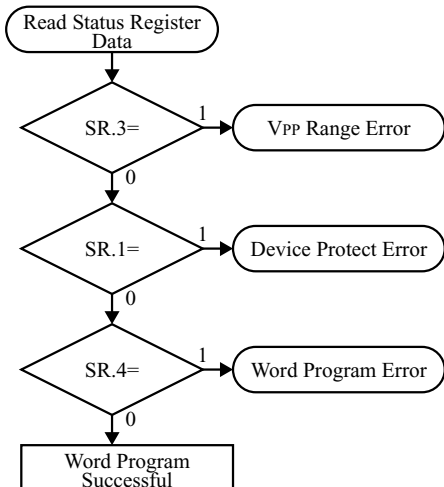 Read Status Register
Data
SR.3=
1
VPP Range Error
0
SR.1=
1
Device Protect Error
0
SR.4=
1
Word Program Error
0
Word Program
Successful